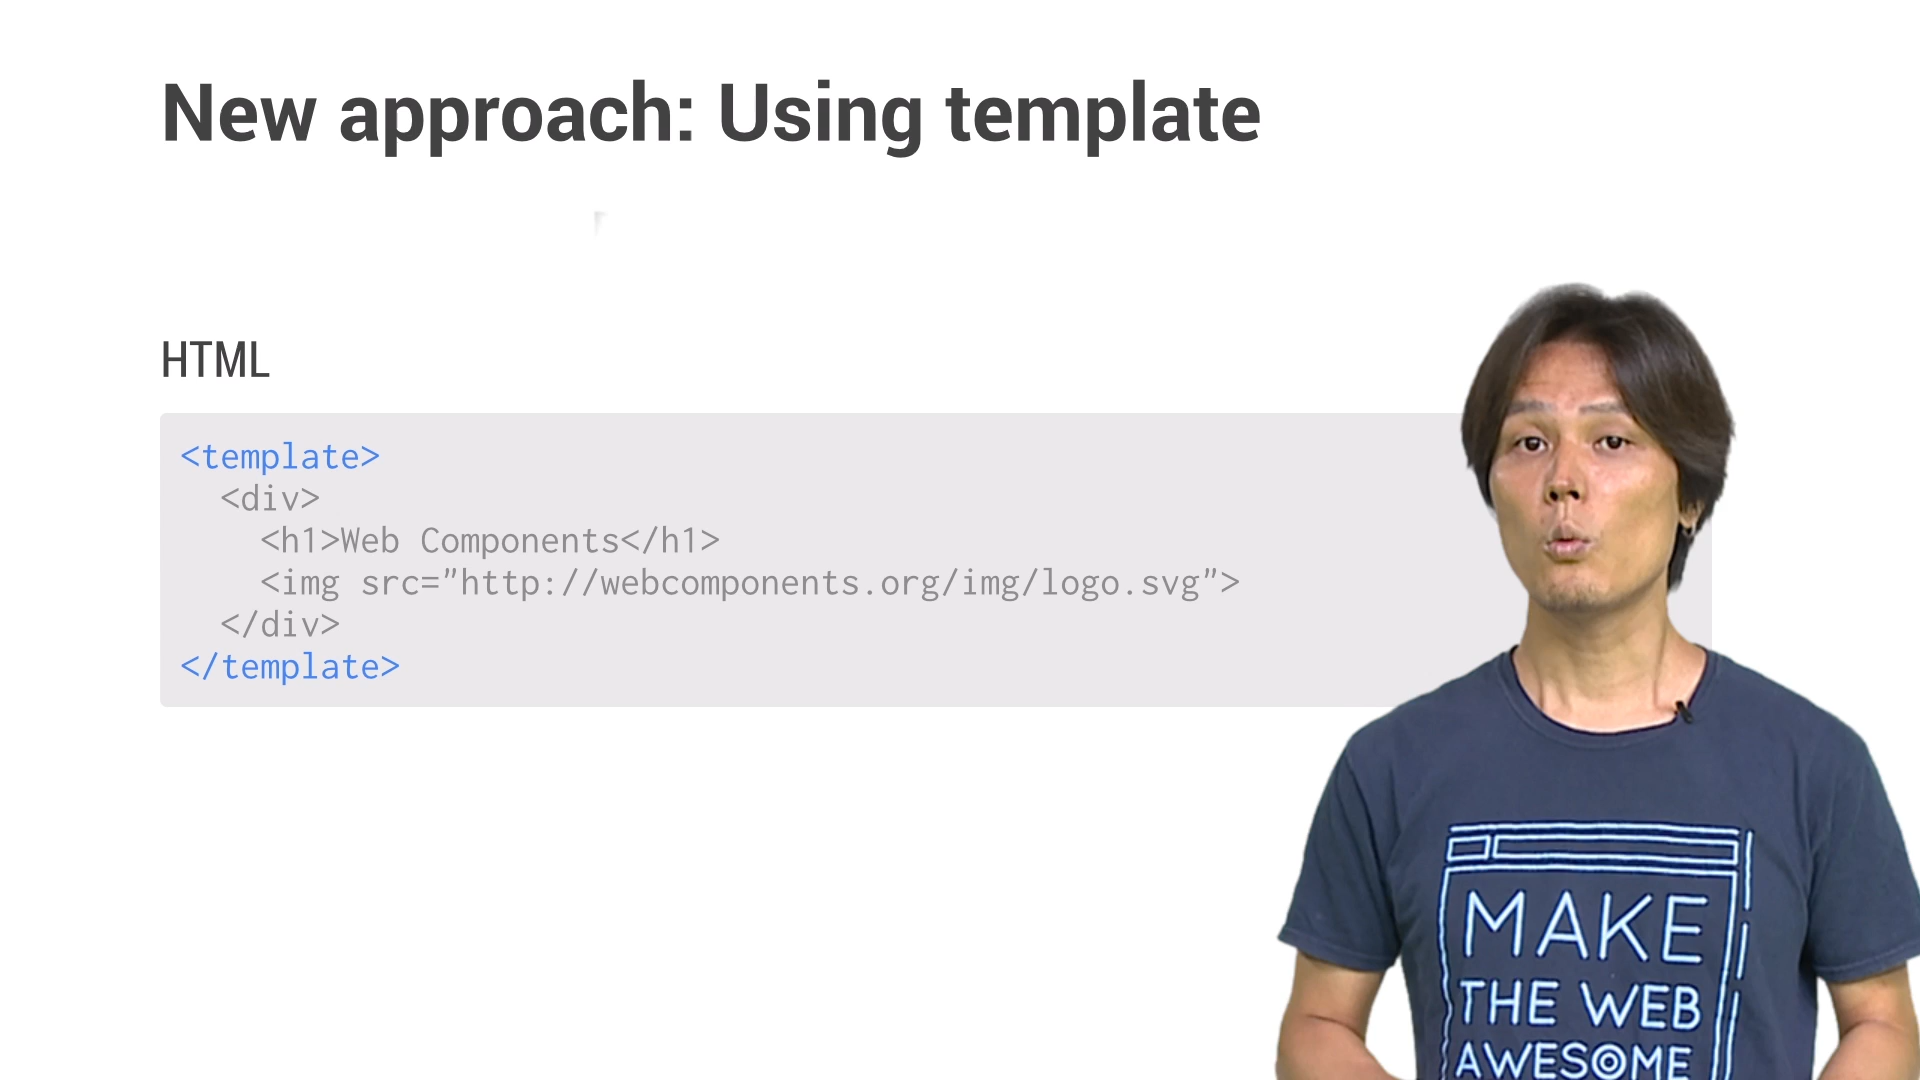 New approach: Using template
HTML
<template>
  <div>
    <h1>Web Components</h1>
    <img src="http://webcomponents.org/img/logo.svg">
  </div>
</template>
MAKE
THE WEB
AWESOME